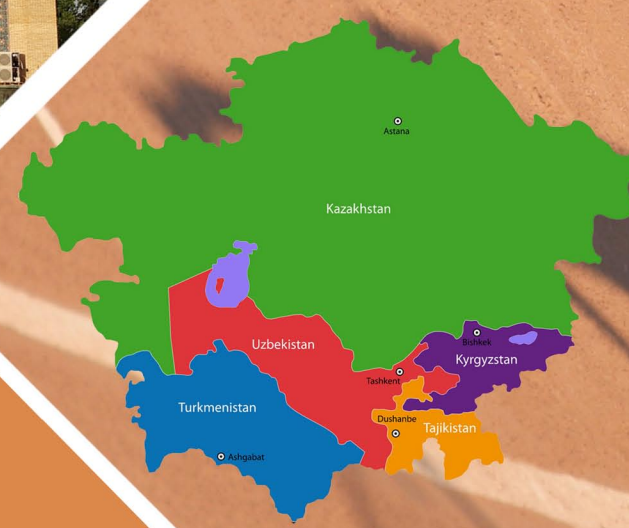 Astana
Kazakhstan
Uzbekistan
Bishkek
Kyrgyzstan
Tashkent
Turkmenistan
Dushanbe
Tajikistan
Ashgabat